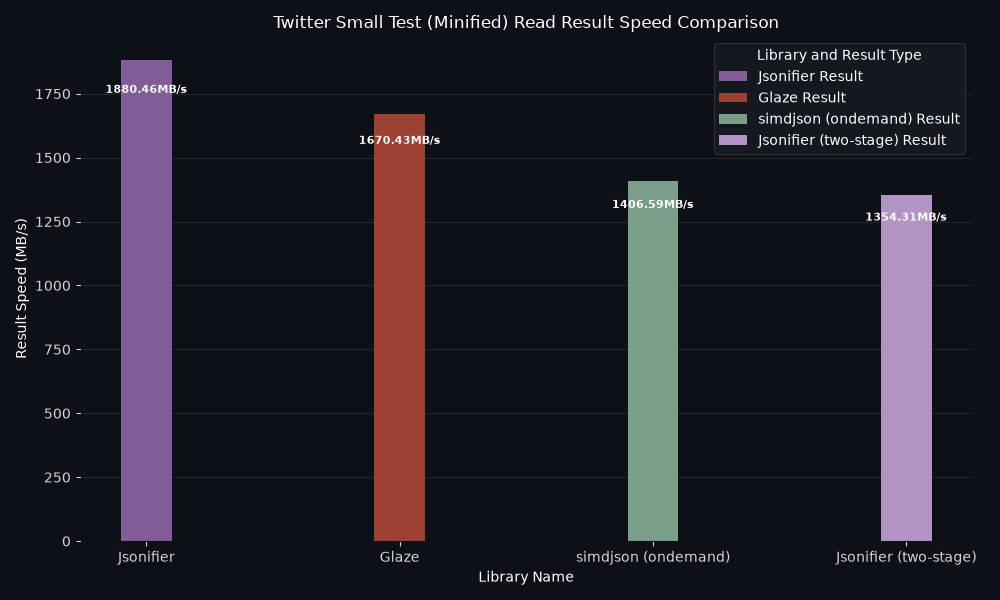 Twitter Small Test (Minified) Read Result Speed Comparison
Library and Result Type
Jsonifier Result
Glaze Result
simdjson (ondemand) Result
Jsonifier (two-stage) Result
1880.46MB/s
1670.43MB/s
1406.59MB/s
1354.31MB/s
Result Speed (MB/s)
1750
1500
1250
1000
750
500
250
0
Jsonifier
Glaze
simdjson (ondemand)
Jsonifier (two-stage)
Library Name